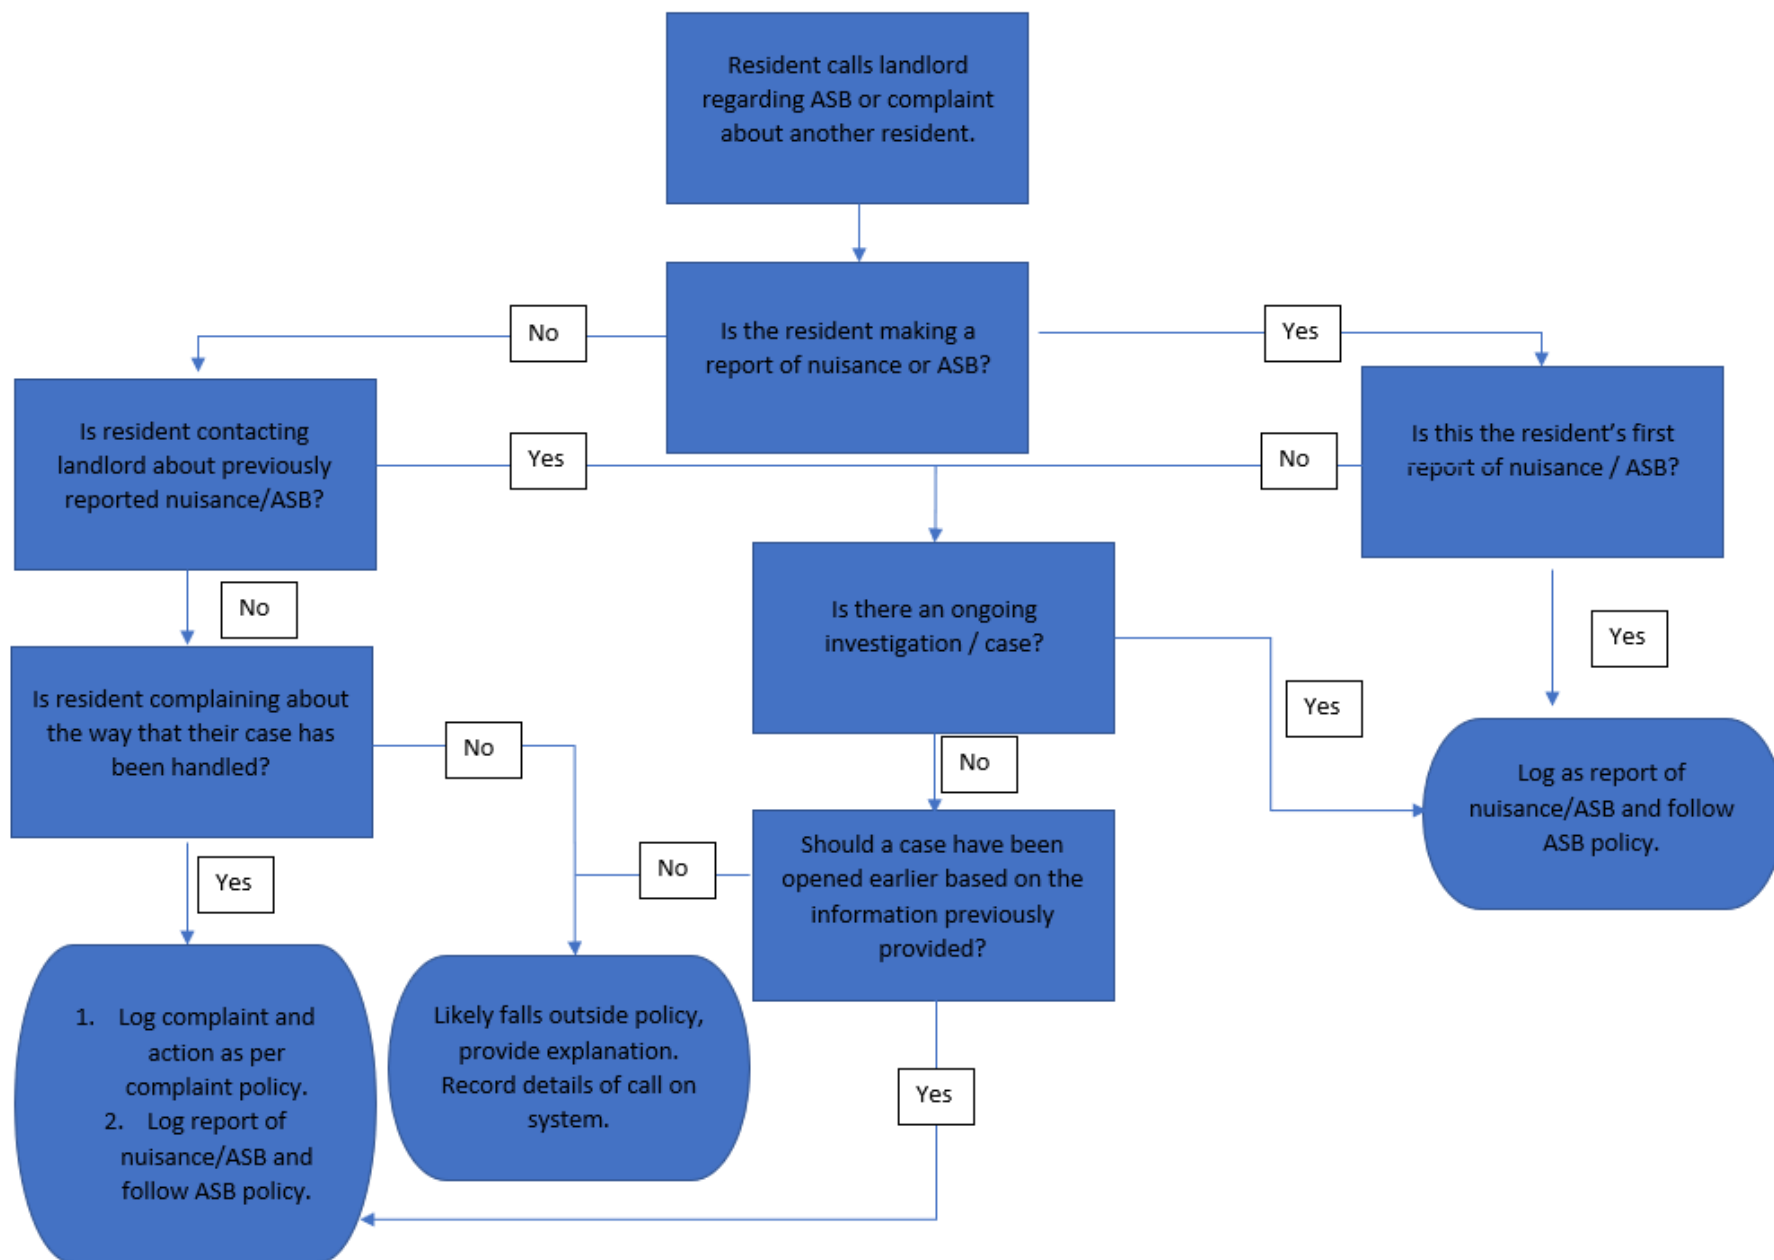 Resident calls landlord
regarding ASB or complaint
about another resident.
Is the resident making a
report of nuisance or ASB?
No
Yes
Is resident contacting
landlord about previously
reported nuisance/ASB?
Yes
No
Is this the resident’s first
report of nuisance / ASB?
No
Is there an ongoing
investigation / case?
Yes
Yes
Is resident complaining about
the way that their case has
been handled?
No
No
Log as report of
nuisance/ASB and follow
ASB policy.
Should a case have been
opened earlier based on the
information previously
provided?
No
Yes
1. Log complaint and
action as per
complaint policy.
2. Log report of
nuisance/ASB and
follow ASB policy.
Likely falls outside policy,
provide explanation.
Record details of call on
system.
Yes